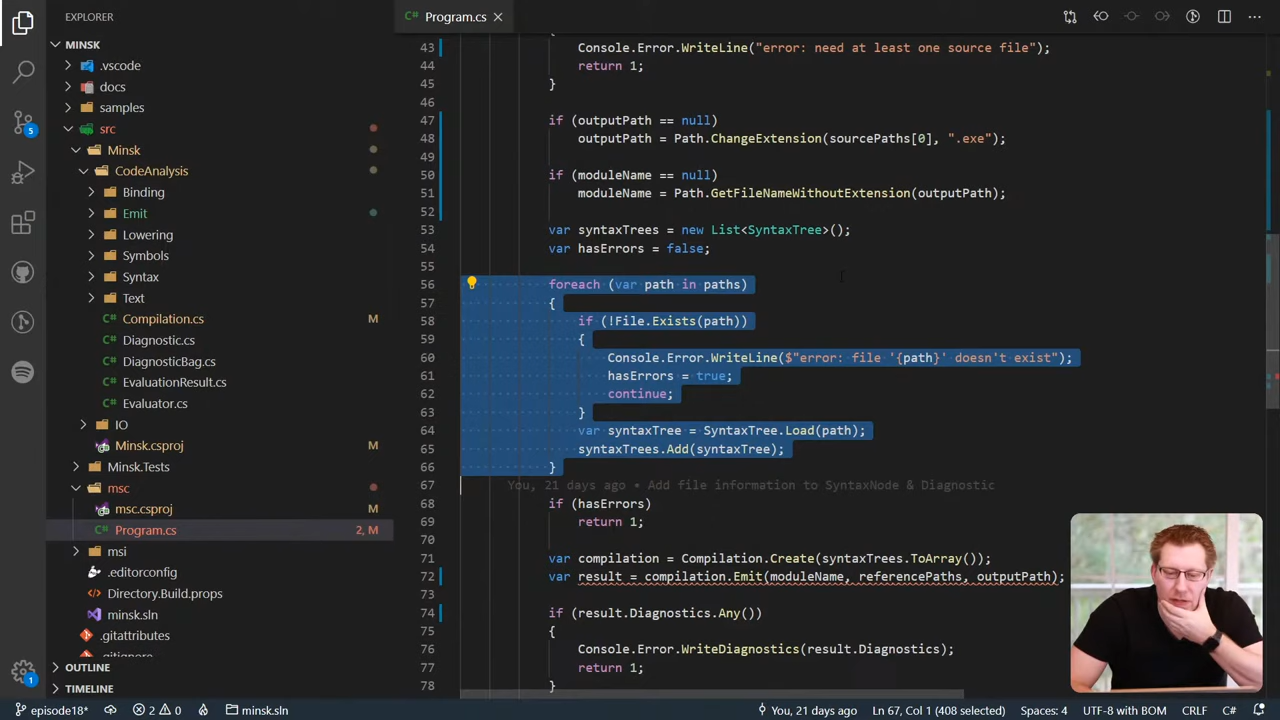 EXPLORER
MINSK
.vscode
docs
samples
src
Minsk
CodeAnalysis
Binding
Emit
Lowering
Symbols
Syntax
Text
Compilation.cs M
Diagnostic.cs
DiagnosticBag.cs
EvaluationResult.cs
Evaluator.cs
IO
Minsk.csproj M
Minsk.Tests
msc
msc.csproj M
Program.cs 2, M
msi
.editorconfig
Directory.Build.props
minsk.sln
.gitattributes
.gitignore
OUTLINE
TIMELINE
5
1
Program.cs
43 Console.Error.WriteLine("error: need at least one source file");
44 return 1;
45 }
46
47 if (outputPath == null)
48 outputPath = Path.ChangeExtension(sourcePaths[0], ".exe");
49
50 if (moduleName == null)
51 moduleName = Path.GetFileNameWithoutExtension(outputPath);
52
53 var syntaxTrees = new List<SyntaxTree>();
54 var hasErrors = false;
55
56 foreach (var path in paths)
57 {
58 if (!File.Exists(path))
59 {
60 Console.Error.WriteLine($"error: file '{path}' doesn't exist");
61 hasErrors = true;
62 continue;
63 }
64 var syntaxTree = SyntaxTree.Load(path);
65 syntaxTrees.Add(syntaxTree);
66 }
67 You, 21 days ago • Add file information to SyntaxNode & Diagnostic
68 if (hasErrors)
69 return 1;
70
71 var compilation = Compilation.Create(syntaxTrees.ToArray());
72 var result = compilation.Emit(moduleName, referencePaths, outputPath);
73
74 if (result.Diagnostics.Any())
75 {
76 Console.Error.WriteDiagnostics(result.Diagnostics);
77 return 1;
78 }
episode18* 2 0 minsk.sln You, 21 days ago Ln 67, Col 1 (408 selected) Spaces: 4 UTF-8 with BOM CRLF C#